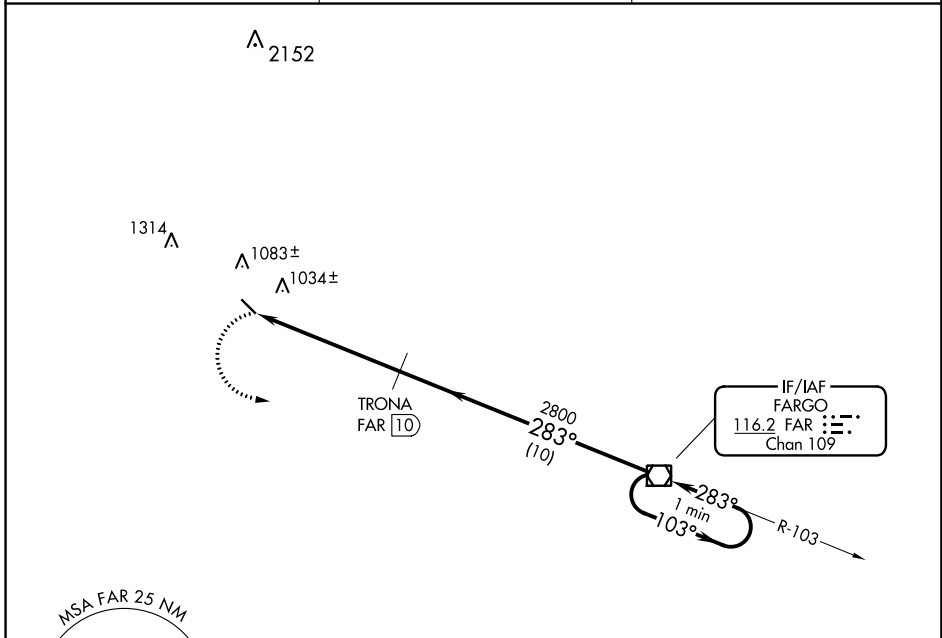 2152
1314
1083±
1034±
TRONA
FAR 10
2800
283°
(10)
IF/IAF
FARGO
116.2 FAR
Chan 109
283°
1 min
103°
R-103
MSA FAR 25 NM